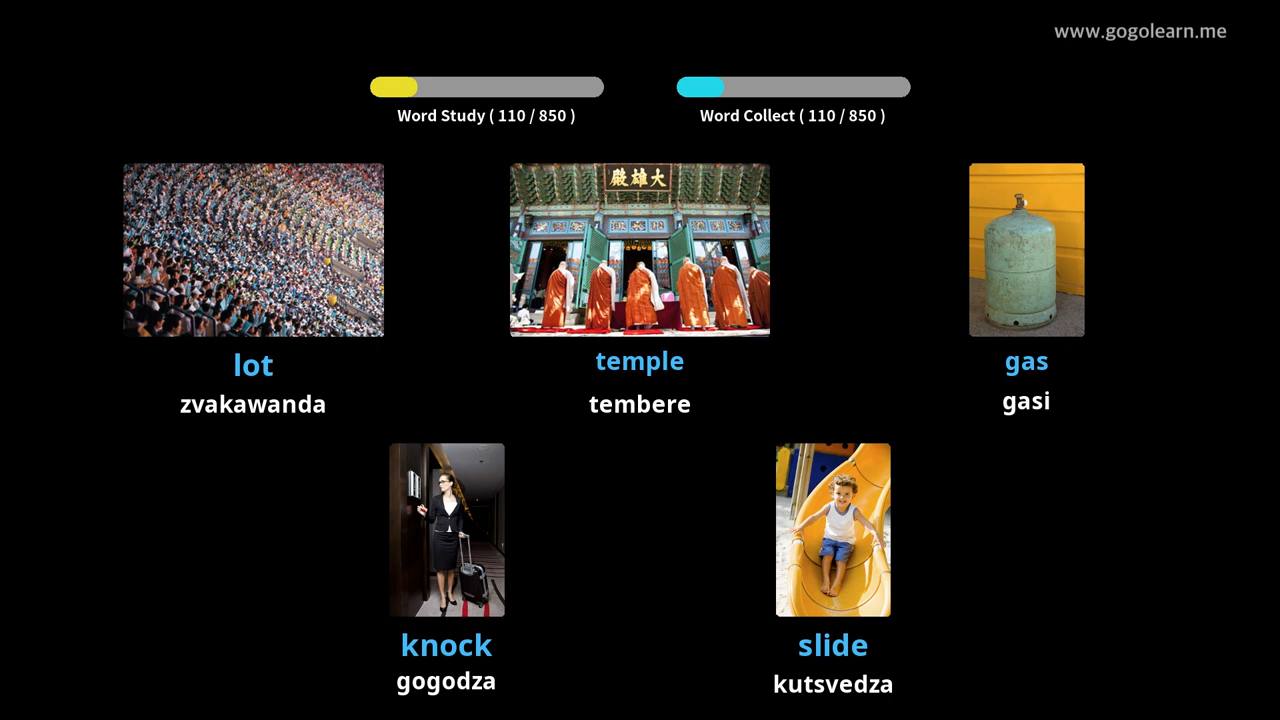 www.gogolearn.me
Word Study ( 110 / 850 )
Word Collect ( 110 / 850 )
大雄殿
lot
temple
gas
zvakawanda
tembere
gasi
knock
slide
gogodza
kutsvedza